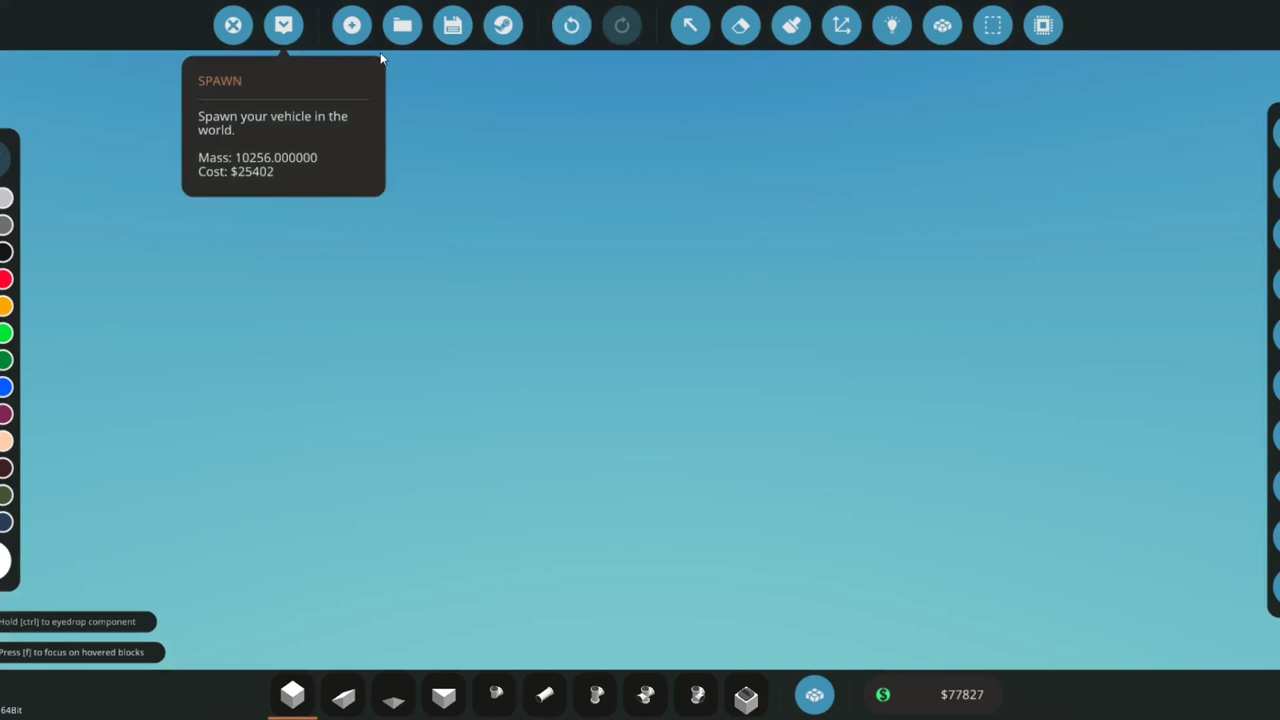 SPAWN
Spawn your vehicle in the
world.
Mass: 10256.000000
Cost: $25402
Hold [ctrl] to eyedrop component
Press [f] to focus on hovered blocks
64Bit
$77827